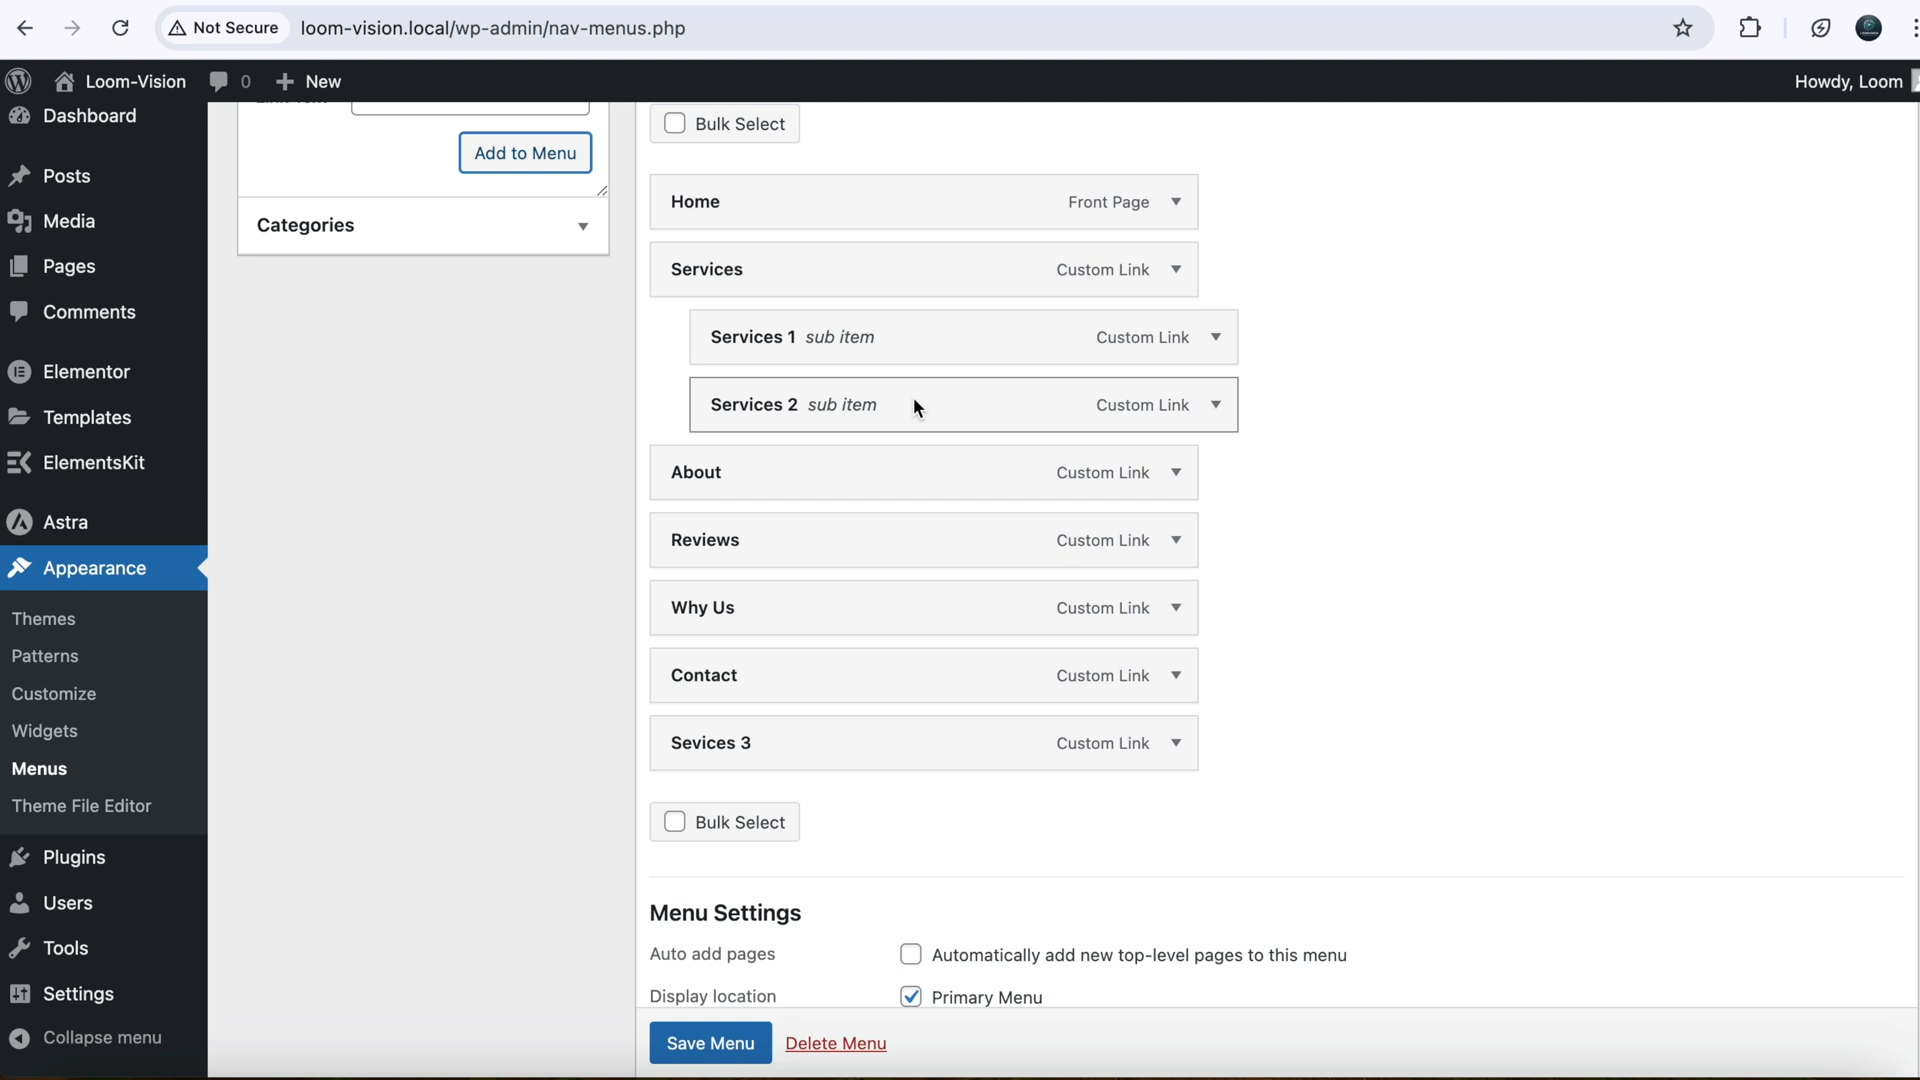 Not Secure
loom-vision.local/wp-admin/nav-menus.php
Loom-Vision
0
New
Howdy, Loom
Dashboard
Posts
Media
Pages
Comments
Elementor
Templates
ElementsKit
Astra
Appearance
Themes
Patterns
Customize
Widgets
Menus
Theme File Editor
Plugins
Users
Tools
Settings
Collapse menu
Add to Menu
Categories
Bulk Select
Home Front Page
Services Custom Link
Services 1 sub item Custom Link
Services 2 sub item Custom Link
About Custom Link
Reviews Custom Link
Why Us Custom Link
Contact Custom Link
Sevices 3 Custom Link
Bulk Select
Menu Settings
Auto add pages Automatically add new top-level pages to this menu
Display location Primary Menu
Save Menu Delete Menu